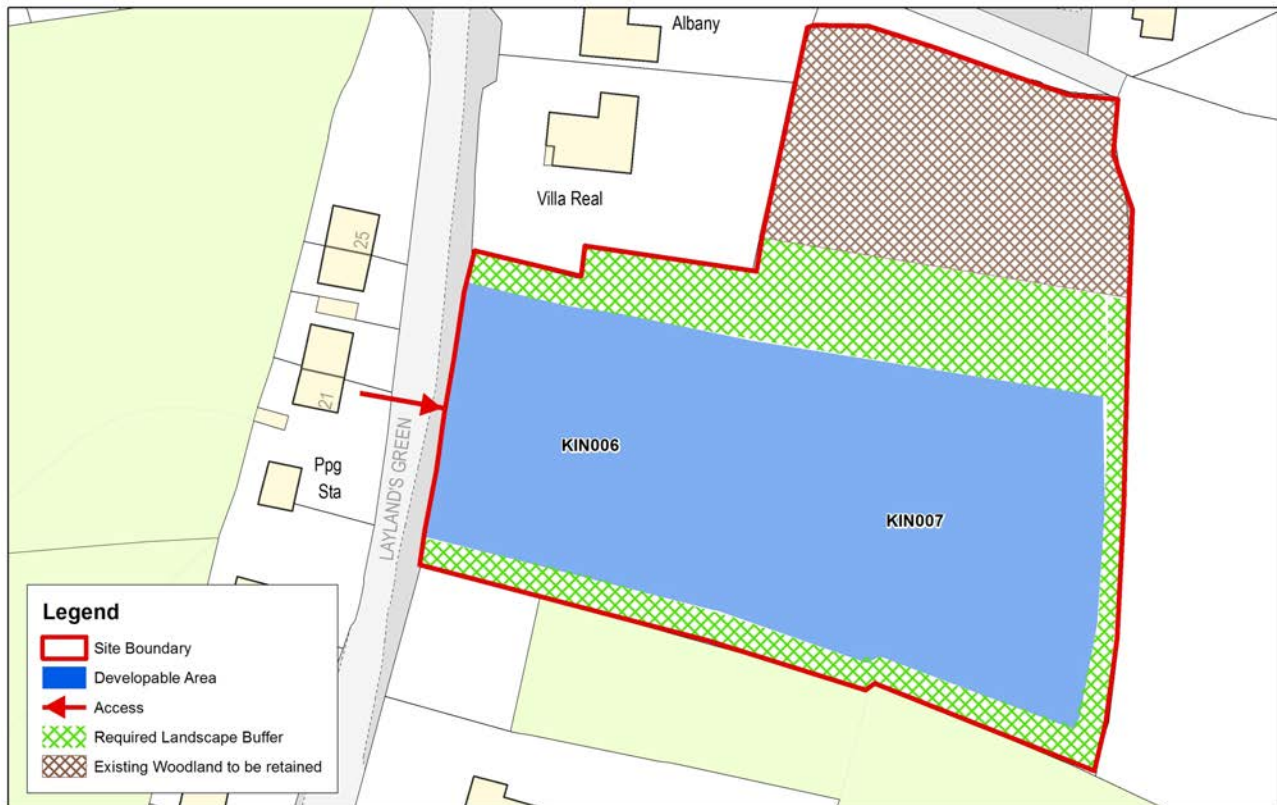 Albany
Villa Real
25
21
Ppg
Sta
LAYLAND'S GREEN
KIN006
KIN007
Legend
Site Boundary
Developable Area
Access
Required Landscape Buffer
Existing Woodland to be retained